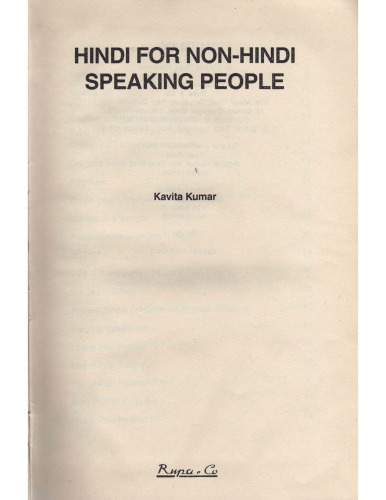 HINDI FOR NON-HINDI
SPEAKING PEOPLE
Kavita Kumar
Rupa & Co